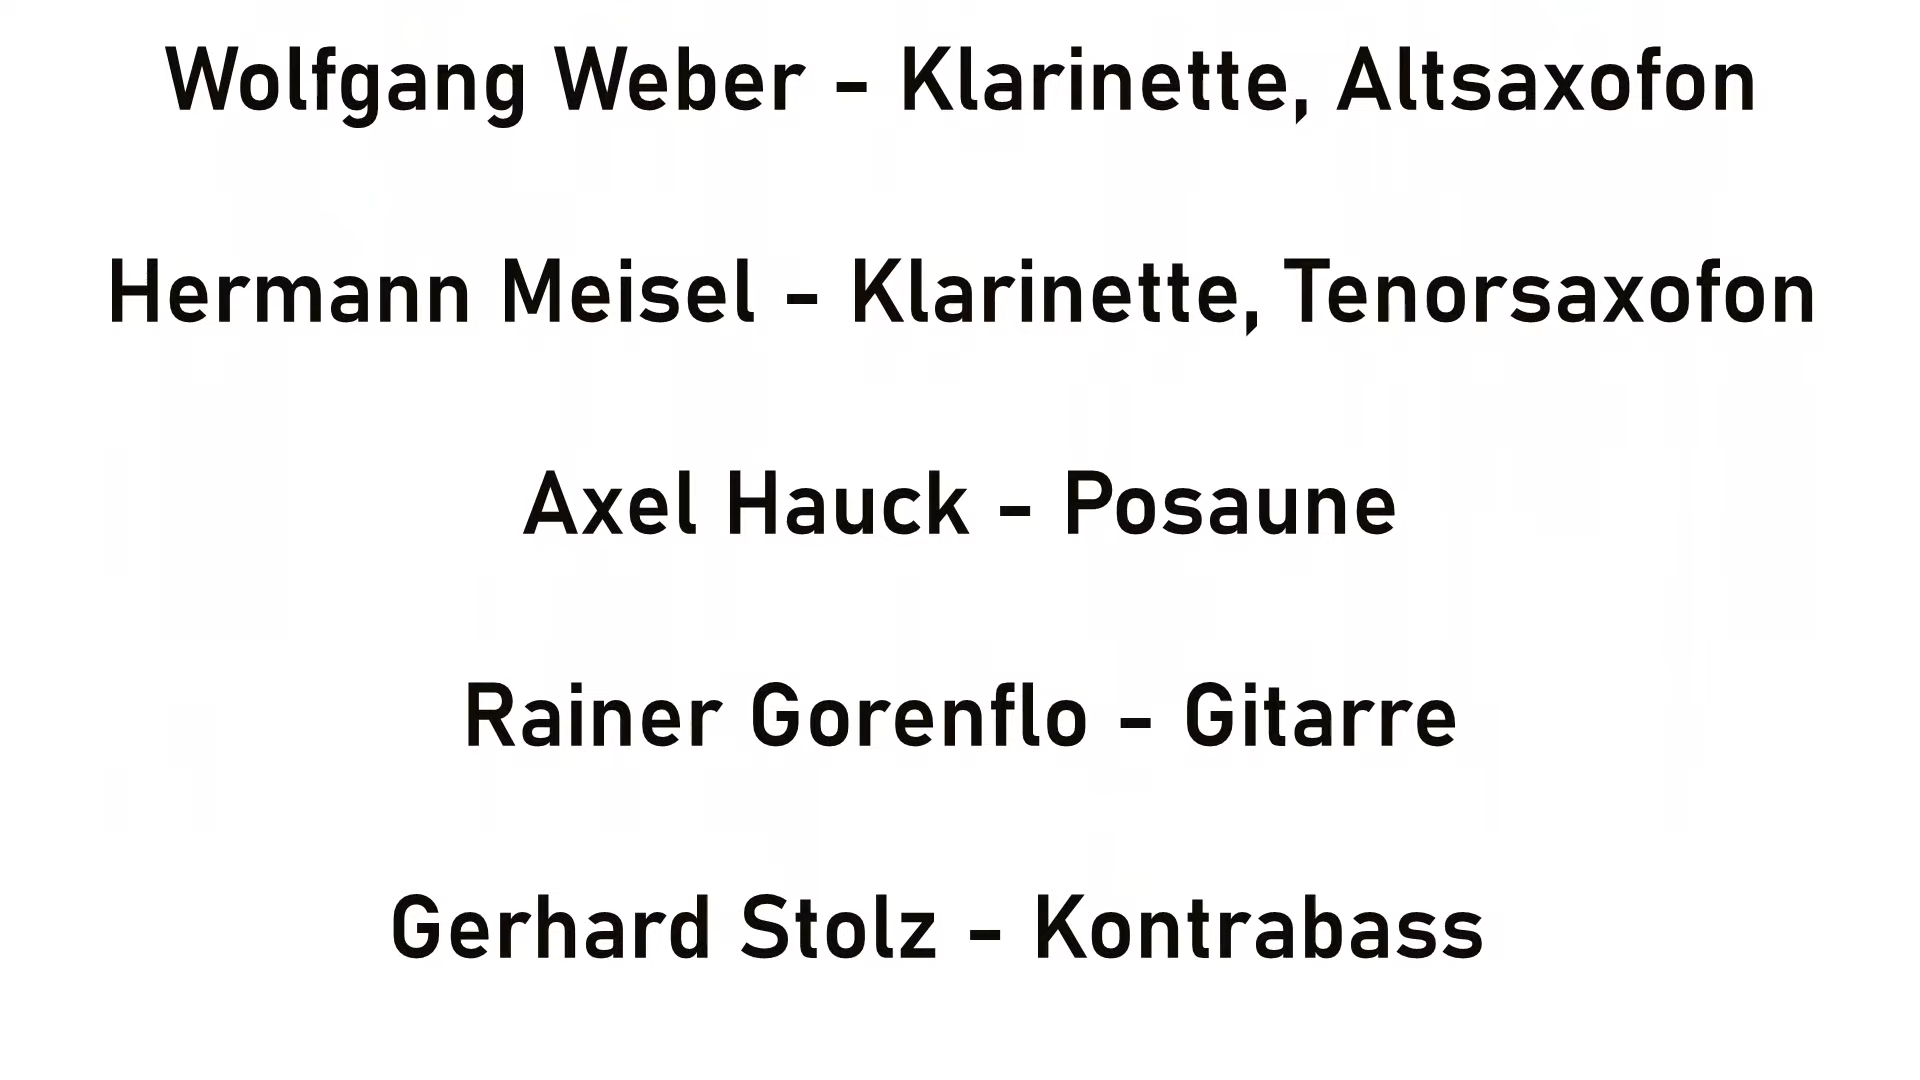 Wolfgang Weber - Klarinette, Altsaxofon
Hermann Meisel - Klarinette, Tenorsaxofon
Axel Hauck - Posaune
Rainer Gorenflo - Gitarre
Gerhard Stolz - Kontrabass